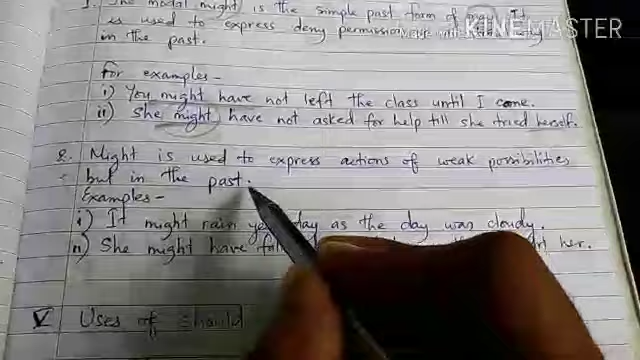 1. The modal might is the simple past form of
is used to express deny permission
in the past.
KINEMASTER
For examples-
i) You might have not left the class until I come.
ii) She might have not asked for help till she tried herself.
2. Might is used to express actions of weak possibilities
but in the past.
Examples-
i) It might rain day as the day was cloudy.
ii) She might have her.
V Uses of should